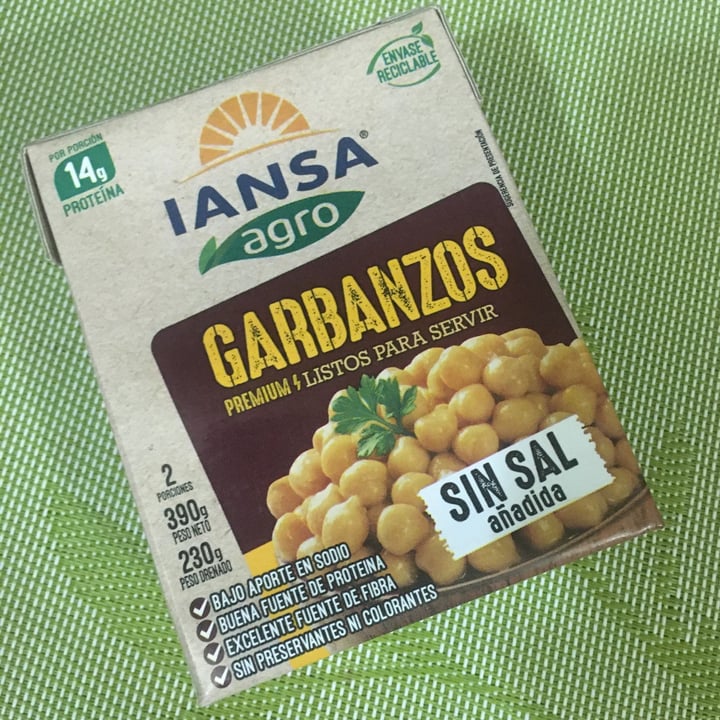 ENVASE
RECICLABLE
POR PORCIÓN
14g
PROTEÍNA
IANSA®
agro
SUGERENCIA DE PRESENTACIÓN
GARBANZOS
PREMIUM LISTOS PARA SERVIR
SIN SAL
añadida
2
PORCIONES
390g
PESO NETO
230g
PESO DRENADO
BAJO APORTE EN SODIO
BUENA FUENTE DE PROTEINA
EXCELENTE FUENTE DE FIBRA
SIN PRESERVANTES NI COLORANTES